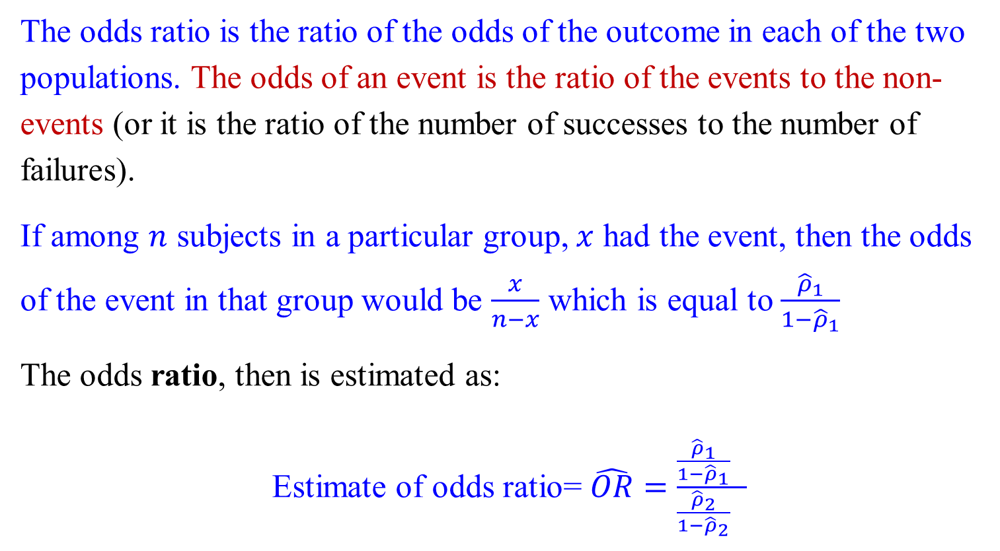 The odds ratio is the ratio of the odds of the outcome in each of the two
populations. The odds of an event is the ratio of the events to the non-
events (or it is the ratio of the number of successes to the number of
failures).
If among n subjects in a particular group, x had the event, then the odds
of the event in that group would be \frac{x}{n-x} which is equal to \frac{\hat{\rho}_1}{1-\hat{\rho}_1}
The odds ratio, then is estimated as:
Estimate of odds ratio= \widehat{OR} = \frac{\frac{\hat{\rho}_1}{1-\hat{\rho}_1}}{\frac{\hat{\rho}_2}{1-\hat{\rho}_2}}